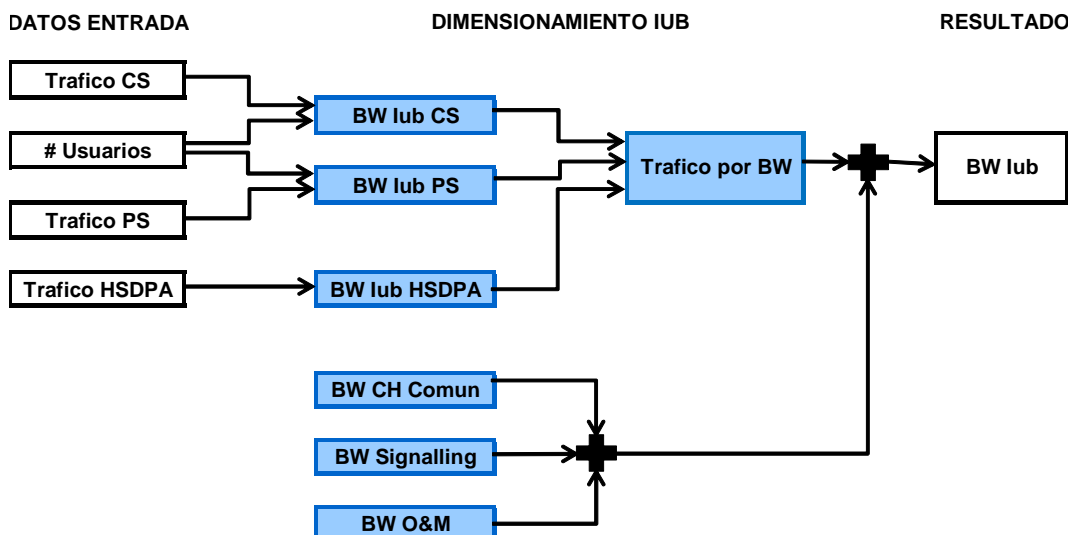 DATOS ENTRADA
DIMENSIONAMIENTO IUB
RESULTADO
Trafico CS
# Usuarios
Trafico PS
Trafico HSDPA
BW Iub CS
BW Iub PS
BW Iub HSDPA
Trafico por BW
BW Iub
BW CH Comun
BW Signalling
BW O&M